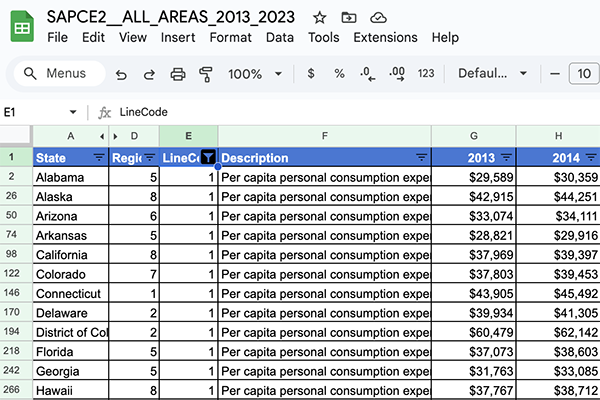 SAPCE2__ALL_AREAS_2013_2023
File Edit View Insert Format Data Tools Extensions Help
Menus 100% $ % .0 .00 123 Defaul... 10
E1 fx LineCode
A D E F G H
1 State Regi LineCo Description 2013 2014
2 Alabama 5 1 Per capita personal consumption expe $29,589 $30,359
26 Alaska 8 1 Per capita personal consumption expe $42,915 $44,251
50 Arizona 6 1 Per capita personal consumption expe $33,074 $34,111
74 Arkansas 5 1 Per capita personal consumption expe $28,821 $29,916
98 California 8 1 Per capita personal consumption expe $37,969 $39,397
122 Colorado 7 1 Per capita personal consumption expe $37,803 $39,453
146 Connecticut 1 1 Per capita personal consumption expe $43,905 $45,492
170 Delaware 2 1 Per capita personal consumption expe $39,934 $41,305
194 District of Col 2 1 Per capita personal consumption expe $60,479 $62,142
218 Florida 5 1 Per capita personal consumption expe $37,073 $38,603
242 Georgia 5 1 Per capita personal consumption expe $31,763 $33,085
266 Hawaii 8 1 Per capita personal consumption expe $37,767 $38,712